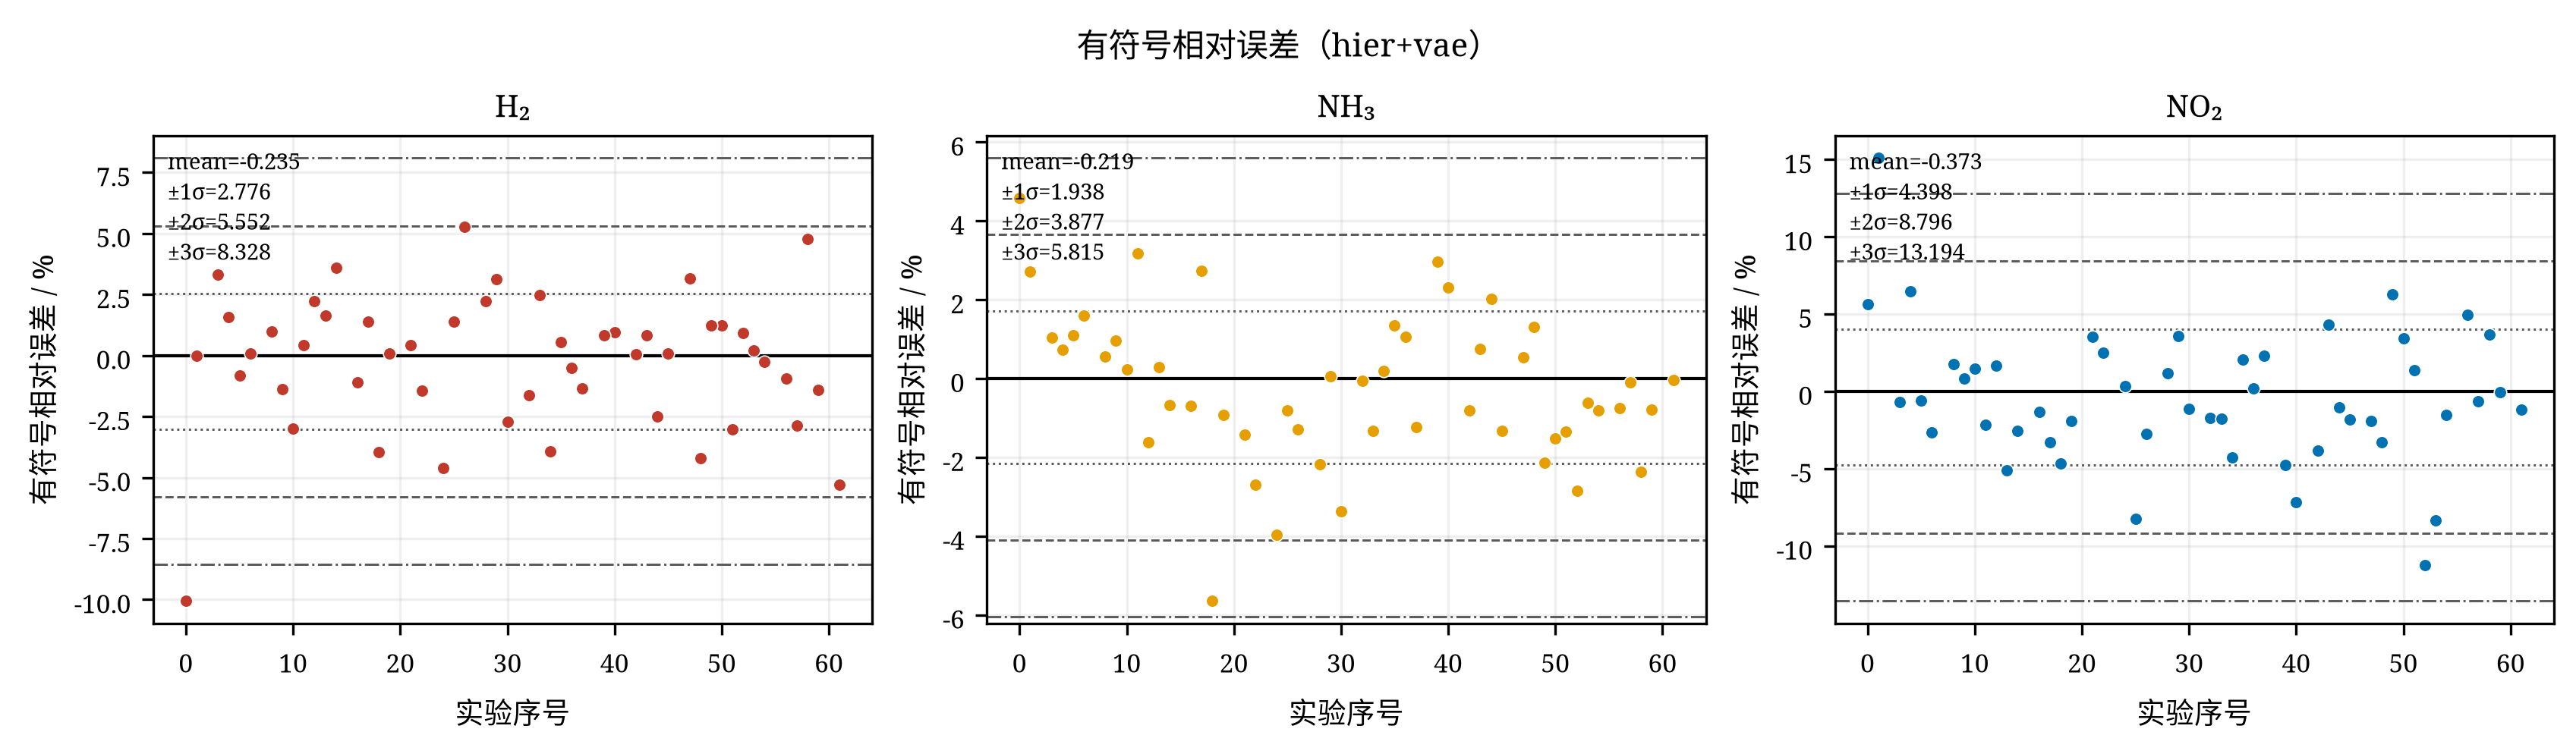 有符号相对误差（hier+vae）
H₂
有符号相对误差 / %
7.5
5.0
2.5
0.0
-2.5
-5.0
-7.5
-10.0
mean=-0.235
±1σ=2.776
±2σ=5.552
±3σ=8.328
0 10 20 30 40 50 60
实验序号
NH₃
有符号相对误差 / %
6
4
2
0
-2
-4
-6
mean=-0.219
±1σ=1.938
±2σ=3.877
±3σ=5.815
0 10 20 30 40 50 60
实验序号
NO₂
有符号相对误差 / %
15
10
5
0
-5
-10
mean=-0.373
±1σ=4.398
±2σ=8.796
±3σ=13.194
0 10 20 30 40 50 60
实验序号